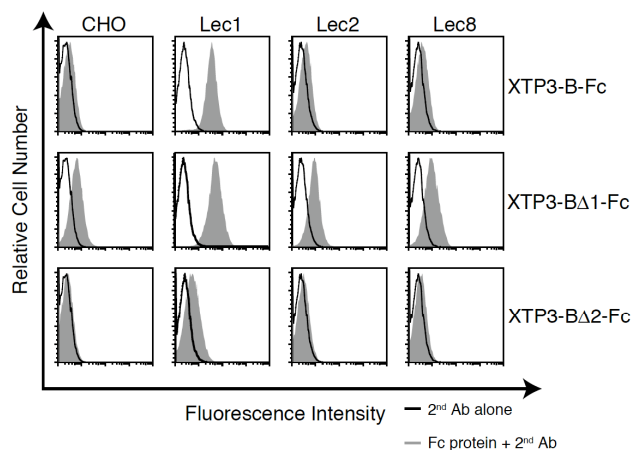 CHO Lec1 Lec2 Lec8
XTP3-B-Fc
XTP3-BΔ1-Fc
XTP3-BΔ2-Fc
Relative Cell Number
Fluorescence Intensity
2nd Ab alone
Fc protein + 2nd Ab